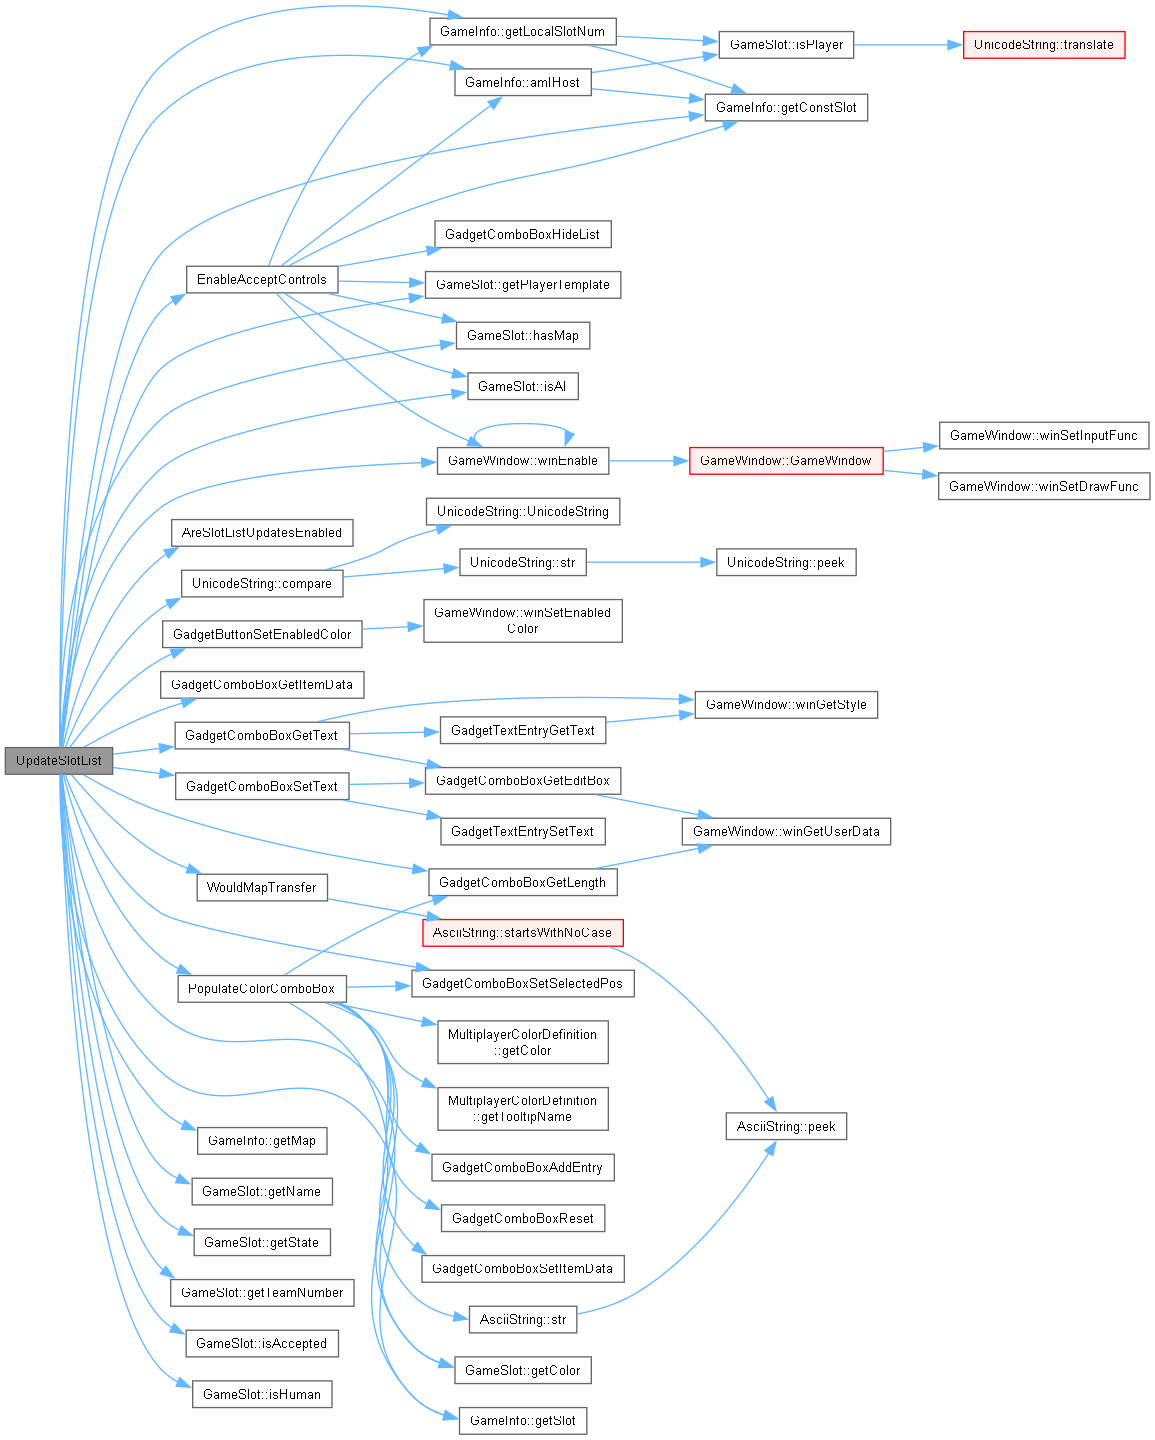 GameInfo::getLocalSlotNum
GameSlot::isPlayer
UnicodeString::translate
GameInfo::amIHost
GameInfo::getConstSlot
GadgetComboBoxHideList
EnableAcceptControls
GameSlot::getPlayerTemplate
GameSlot::hasMap
GameSlot::isAI
GameWindow::winEnable
GameWindow::GameWindow
GameWindow::winSetInputFunc
GameWindow::winSetDrawFunc
UnicodeString::UnicodeString
AreSlotListUpdatesEnabled
UnicodeString::str
UnicodeString::peek
UnicodeString::compare
GameWindow::winSetEnabled
Color
GadgetButtonSetEnabledColor
GadgetComboBoxGetItemData
GameWindow::winGetStyle
GadgetComboBoxGetText
GadgetTextEntryGetText
UpdateSlotList
GadgetComboBoxGetEditBox
GadgetComboBoxSetText
GadgetTextEntrySetText
GameWindow::winGetUserData
WouldMapTransfer
GadgetComboBoxGetLength
AsciiString::startsWithNoCase
PopulateColorComboBox
GadgetComboBoxSetSelectedPos
MultiplayerColorDefinition
::getColor
MultiplayerColorDefinition
::getTooltipName
AsciiString::peek
GameInfo::getMap
GadgetComboBoxAddEntry
GameSlot::getName
GadgetComboBoxReset
GameSlot::getState
GadgetComboBoxSetItemData
GameSlot::getTeamNumber
AsciiString::str
GameSlot::isAccepted
GameSlot::getColor
GameSlot::isHuman
GameInfo::getSlot